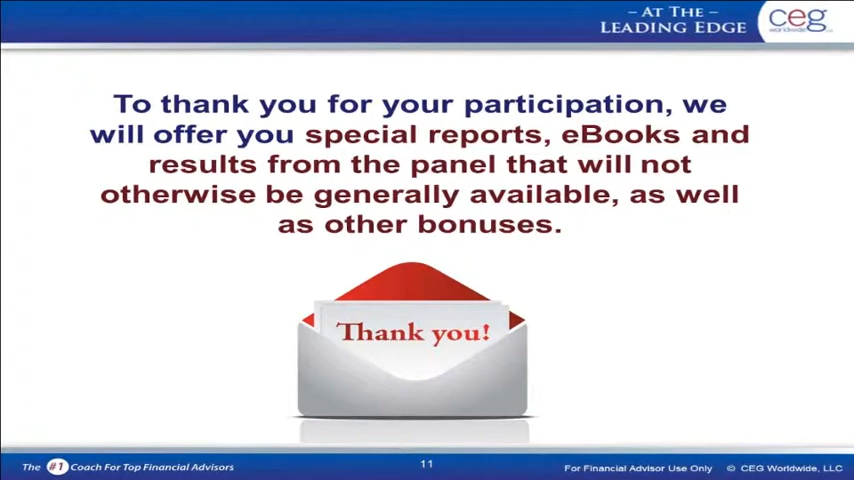 – AT THE –
LEADING EDGE
ceg
worldwide
To thank you for your participation, we
will offer you special reports, eBooks and
results from the panel that will not
otherwise be generally available, as well
as other bonuses.
Thank you!
The #1 Coach For Top Financial Advisors
11
For Financial Advisor Use Only © CEG Worldwide, LLC